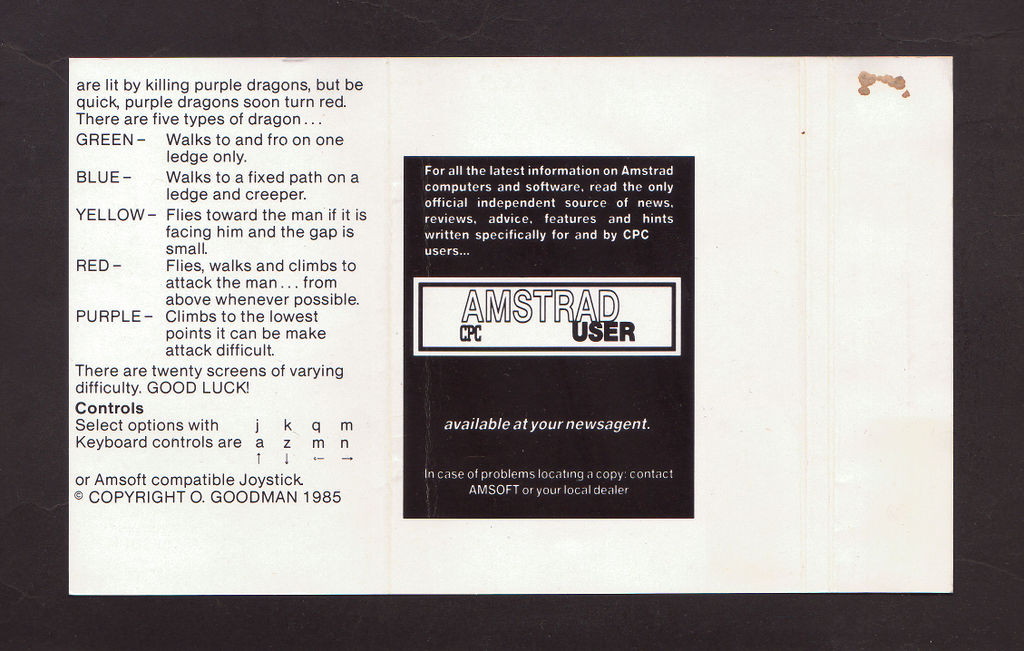 are lit by killing purple dragons, but be
quick, purple dragons soon turn red.
There are five types of dragon...
GREEN – Walks to and fro on one
ledge only.
BLUE – Walks to a fixed path on a
ledge and creeper.
YELLOW – Flies toward the man if it is
facing him and the gap is
small.
RED – Flies, walks and climbs to
attack the man... from
above whenever possible.
PURPLE – Climbs to the lowest
points it can be make
attack difficult.
There are twenty screens of varying
difficulty. GOOD LUCK!
Controls
Select options with j k q m
Keyboard controls are a z m n
↑ ↓ ← →
or Amsoft compatible Joystick.
© COPYRIGHT O. GOODMAN 1985
For all the latest information on Amstrad
computers and software, read the only
official independent source of news,
reviews, advice, features and hints
written specifically for and by CPC
users...
AMSTRAD
CPC USER
available at your newsagent.
In case of problems locating a copy: contact
AMSOFT or your local dealer